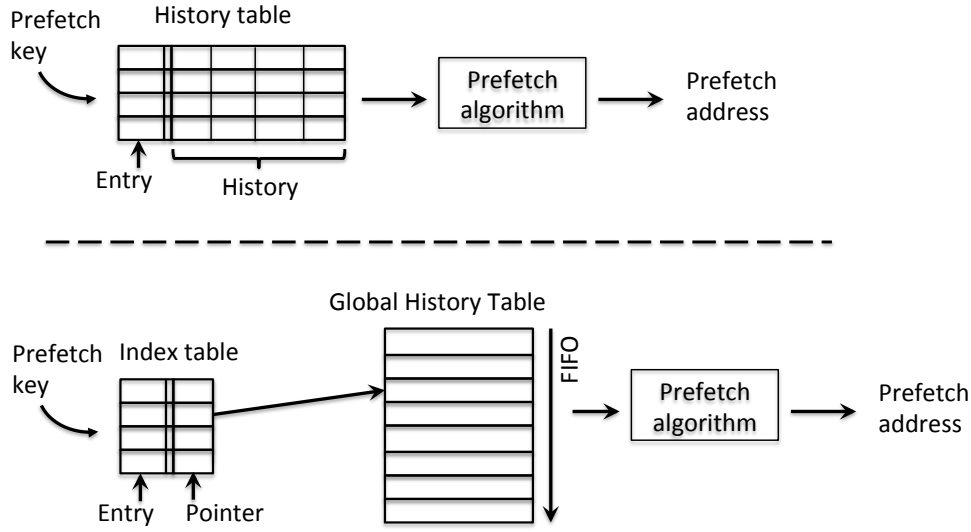 Prefetch
key
History table
Prefetch
algorithm
Prefetch
address
Entry
History
Global History Table
Prefetch
key
Index table
FIFO
Prefetch
algorithm
Prefetch
address
Entry
Pointer